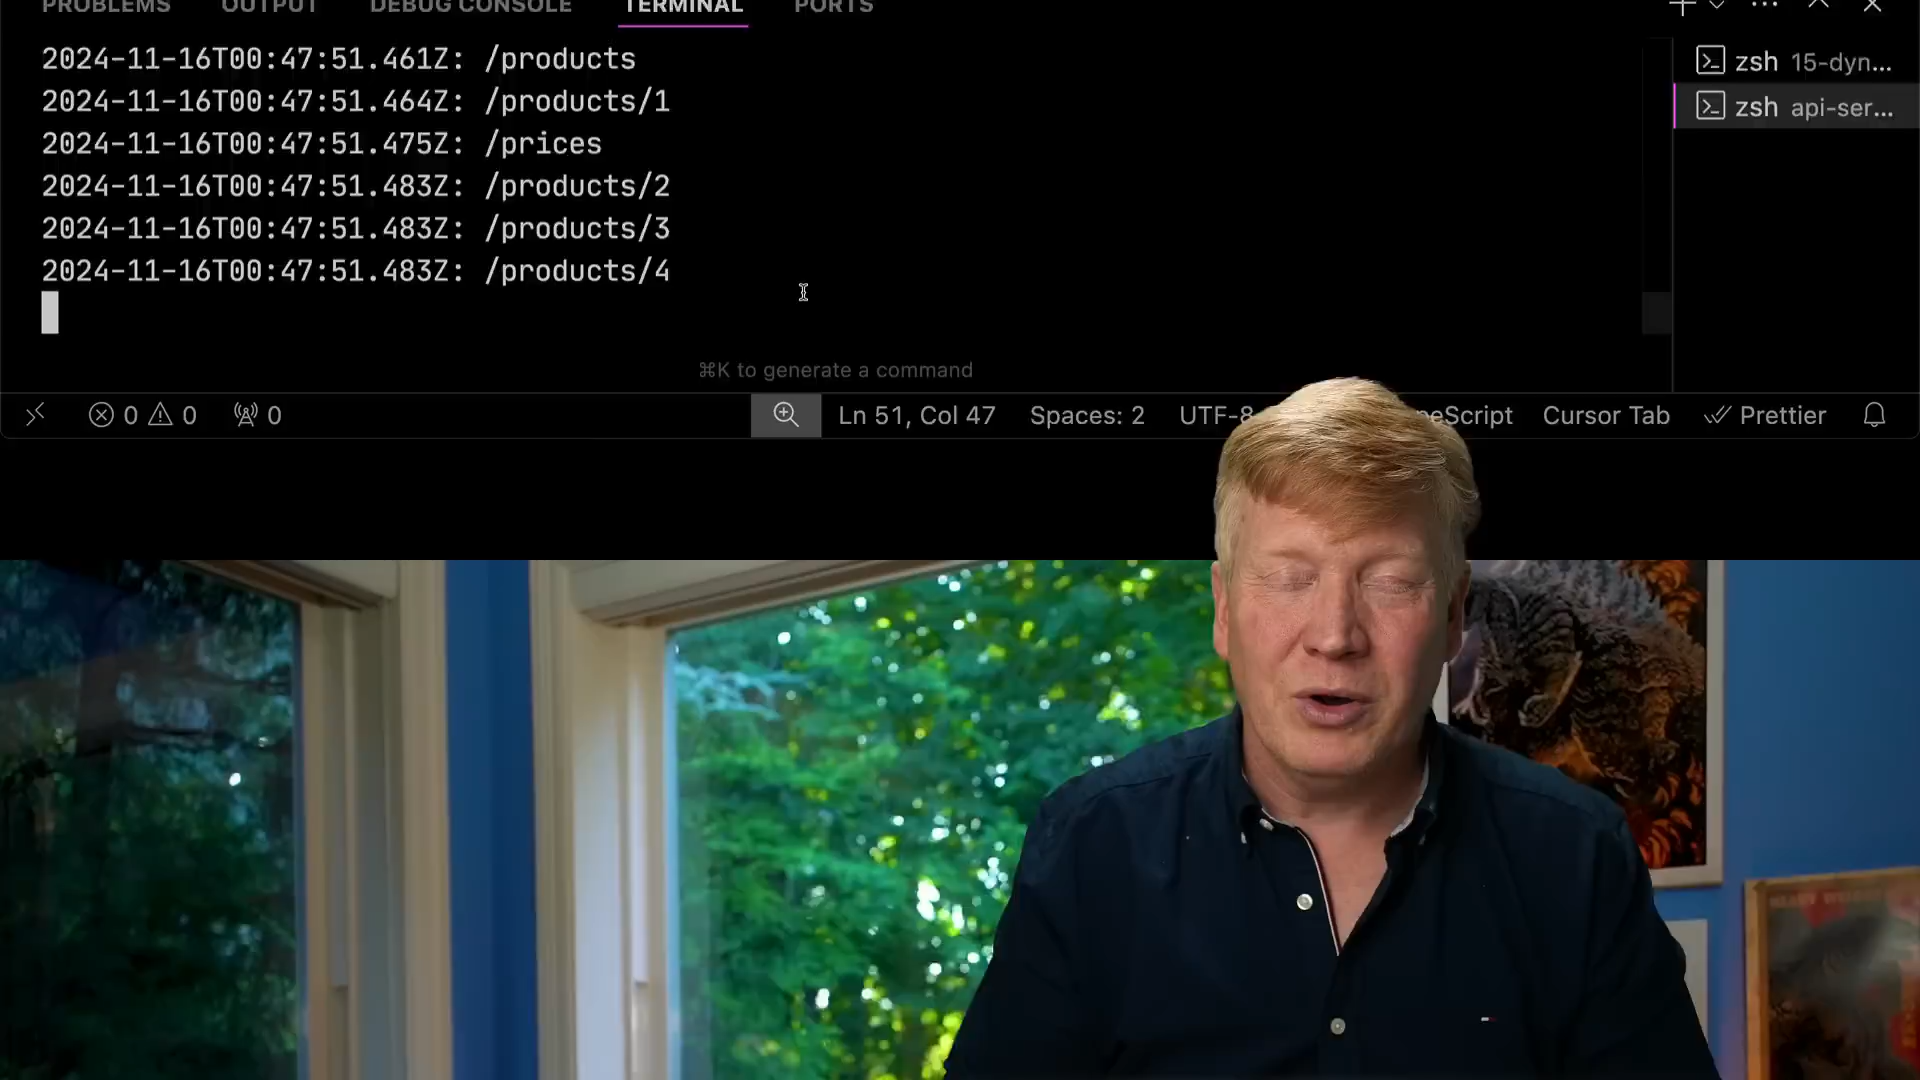 PROBLEMS OUTPUT DEBUG CONSOLE TERMINAL PORTS
2024-11-16T00:47:51.461Z: /products
2024-11-16T00:47:51.464Z: /products/1
2024-11-16T00:47:51.475Z: /prices
2024-11-16T00:47:51.483Z: /products/2
2024-11-16T00:47:51.483Z: /products/3
2024-11-16T00:47:51.483Z: /products/4
zsh 15-dyn...
zsh api-ser...
⌘K to generate a command
0 0 0 Ln 51, Col 47 Spaces: 2 UTF-8 peScript Cursor Tab Prettier